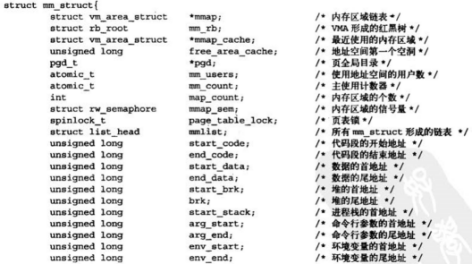 struct mm_struct{
struct vm_area_struct *mmap; /* 内存区域链表 */
struct rb_root mm_rb; /* VMA 形成的红黑树 */
struct vm_area_struct *mmap_cache; /* 最近使用的内存区域 */
unsigned long free_area_cache; /* 地址空间第一个空洞 */
pgd_t *pgd; /* 页全局目录 */
atomic_t mm_users; /* 使用地址空间的用户数 */
atomic_t mm_count; /* 主使用计数器 */
int map_count; /* 内存区域的个数 */
struct rw_semaphore mmap_sem; /* 内存区域的信号量 */
spinlock_t page_table_lock; /* 页表锁 */
struct list_head mmlist; /* 所有 mm_struct 形成的链表 */
unsigned long start_code; /* 代码段的开始地址 */
unsigned long end_code; /* 代码段的结束地址 */
unsigned long start_data; /* 数据的首地址 */
unsigned long end_data; /* 数据的尾地址 */
unsigned long start_brk; /* 堆的首地址 */
unsigned long brk; /* 堆的尾地址 */
unsigned long start_stack; /* 进程栈的首地址 */
unsigned long arg_start; /* 命令行参数的首地址 */
unsigned long arg_end; /* 命令行参数的尾地址 */
unsigned long env_start; /* 环境变量的首地址 */
unsigned long env_end; /* 环境变量的尾地址 */